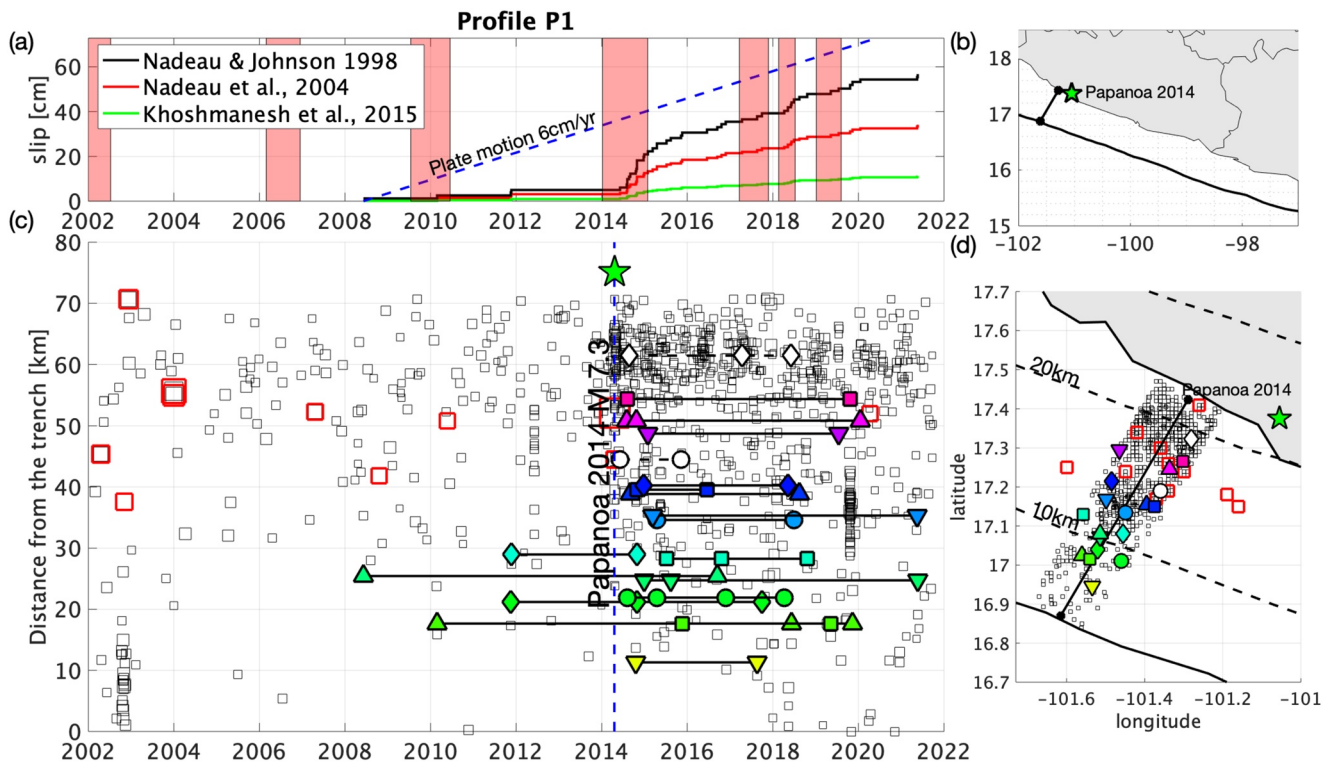 Profile P1
(a)
slip [cm]
60
40
20
0
Nadeau & Johnson 1998
Nadeau et al., 2004
Khoshmanesh et al., 2015
Plate motion 6cm/yr
2002 2004 2006 2008 2010 2012 2014 2016 2018 2020 2022
(b)
18
17
16
15
Papanoa 2014
-102 -100 -98
(c)
Distance from the trench [km]
80
70
60
50
40
30
20
10
0
Papanoa 2014 M7.3
2002 2004 2006 2008 2010 2012 2014 2016 2018 2020 2022
(d)
latitude
17.7
17.6
17.5
17.4
17.3
17.2
17.1
17
16.9
16.8
16.7
20km
Papanoa 2014
10km
-101.6 -101.4 -101.2 -101
longitude